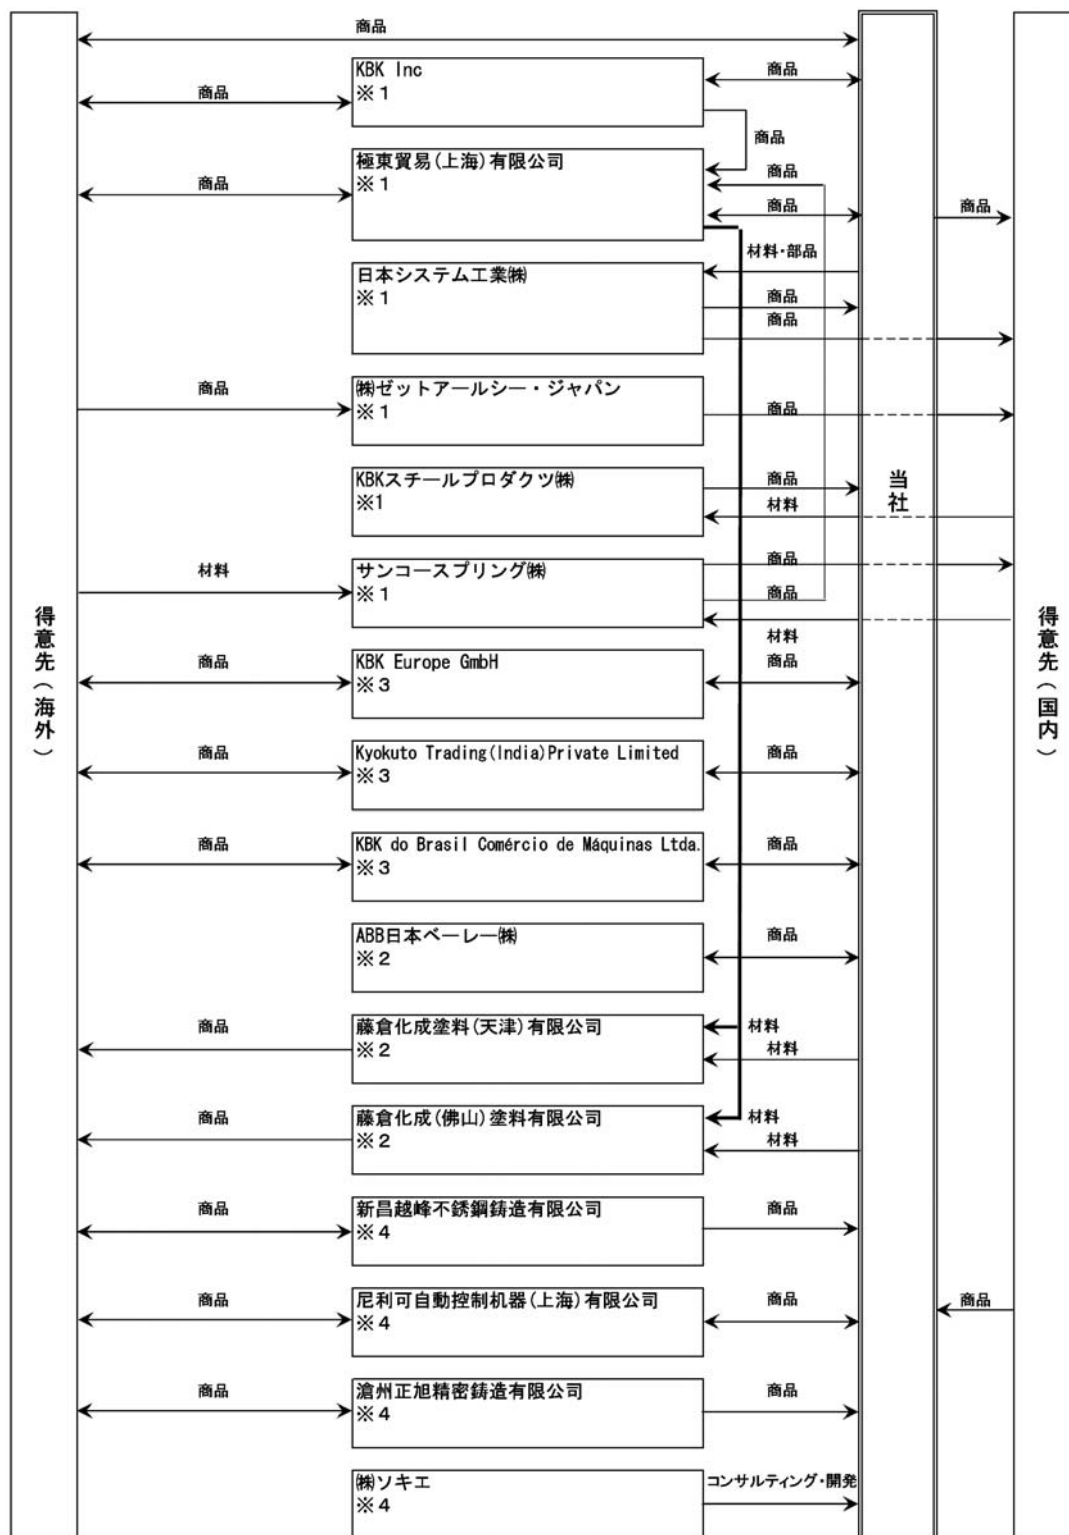 商品
KBK Inc
※１
商品
商品
商品
極東貿易(上海)有限公司
※１
商品
商品
商品
商品
材料・部品
日本システム工業㈱
※１
商品
商品
㈱ゼットアールシー・ジャパン
※１
商品
商品
KBKスチールプロダクツ㈱
※1
商品
材料
当社
サンコースプリング㈱
※１
材料
商品
商品
材料
得意先(海外)
得意先(国内)
KBK Europe GmbH
※３
商品
商品
Kyokuto Trading(India)Private Limited
※３
商品
商品
KBK do Brasil Comércio de Máquinas Ltda.
※３
商品
商品
ABB日本ベーレー㈱
※２
商品
藤倉化成塗料(天津)有限公司
※２
商品
材料
材料
藤倉化成(佛山)塗料有限公司
※２
商品
材料
材料
新昌越峰不銹鋼鋳造有限公司
※４
商品
商品
尼利可自動控制机器(上海)有限公司
※４
商品
商品
商品
滄州正旭精密鋳造有限公司
※４
商品
商品
㈱ソキエ
※４
コンサルティング・開発